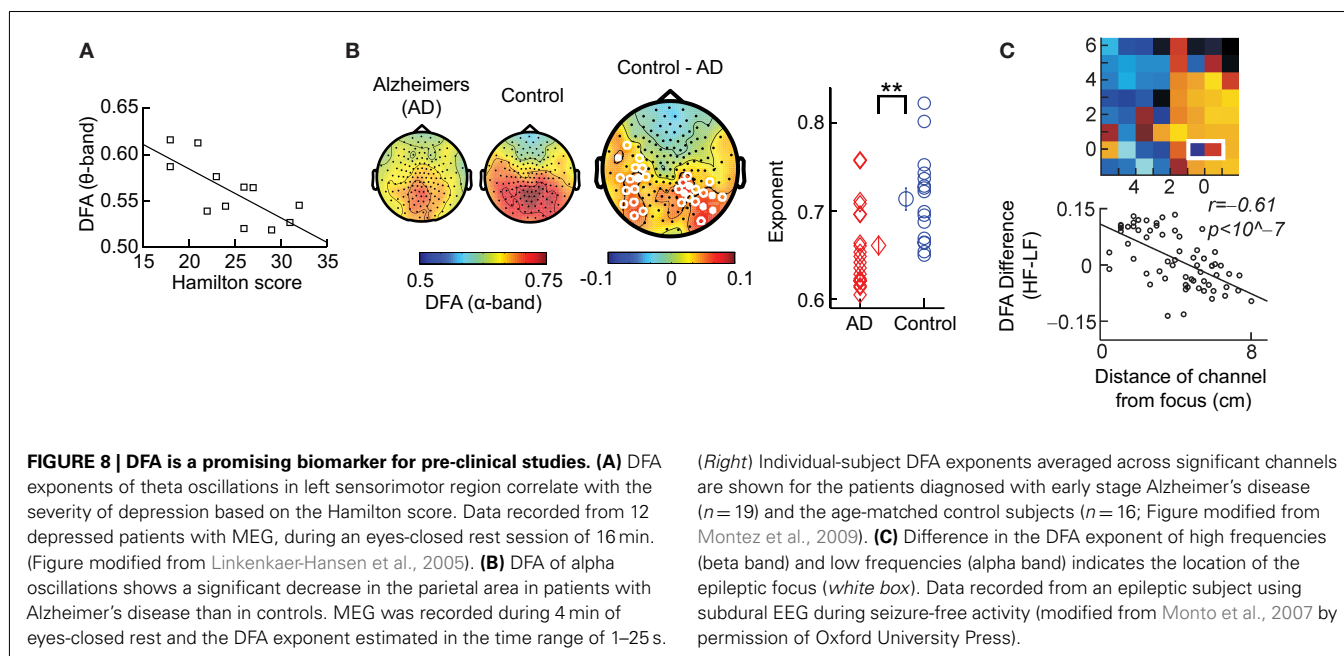 A
DFA (θ-band)
0.65
0.60
0.55
0.50
15 20 25 30 35
Hamilton score
B
Alzheimers
(AD)
Control
Control - AD
0.5 0.75
DFA (α-band)
-0.1 0 0.1
**
Exponent
0.8
0.7
0.6
AD Control
C
6
4
2
0
4 2 0
r=−0.61
p<10^−7
DFA Difference
(HF-LF)
0.15
0
−0.15
0 8
Distance of channel
from focus (cm)
FIGURE 8 | DFA is a promising biomarker for pre-clinical studies. (A) DFA
exponents of theta oscillations in left sensorimotor region correlate with the
severity of depression based on the Hamilton score. Data recorded from 12
depressed patients with MEG, during an eyes-closed rest session of 16 min.
(Figure modified from Linkenkaer-Hansen et al., 2005). (B) DFA of alpha
oscillations shows a significant decrease in the parietal area in patients with
Alzheimer's disease than in controls. MEG was recorded during 4 min of
eyes-closed rest and the DFA exponent estimated in the time range of 1–25 s.
(Right) Individual-subject DFA exponents averaged across significant channels
are shown for the patients diagnosed with early stage Alzheimer's disease
(n = 19) and the age-matched control subjects (n = 16; Figure modified from
Montez et al., 2009). (C) Difference in the DFA exponent of high frequencies
(beta band) and low frequencies (alpha band) indicates the location of the
epileptic focus (white box). Data recorded from an epileptic subject using
subdural EEG during seizure-free activity (modified from Monto et al., 2007 by
permission of Oxford University Press).